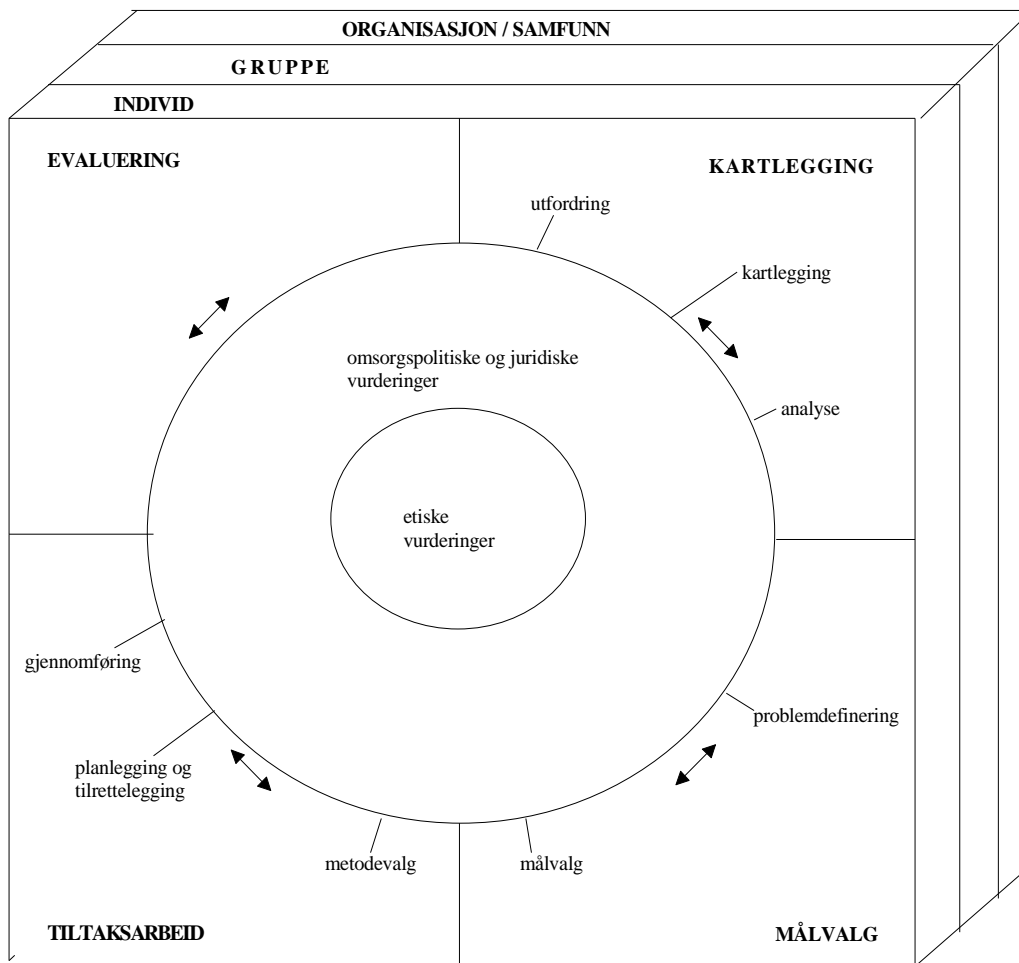 ORGANISASJON / SAMFUNN
GRUPPE
INDIVID
EVALUERING
KARTLEGGING
utfordring
kartlegging
omsorgspolitiske og juridiske
vurderinger
analyse
etiske
vurderinger
gjennomføring
problemdefinering
planlegging og
tilrettelegging
metodevalg
målvalg
TILTAKSARBEID
MÅLVALG